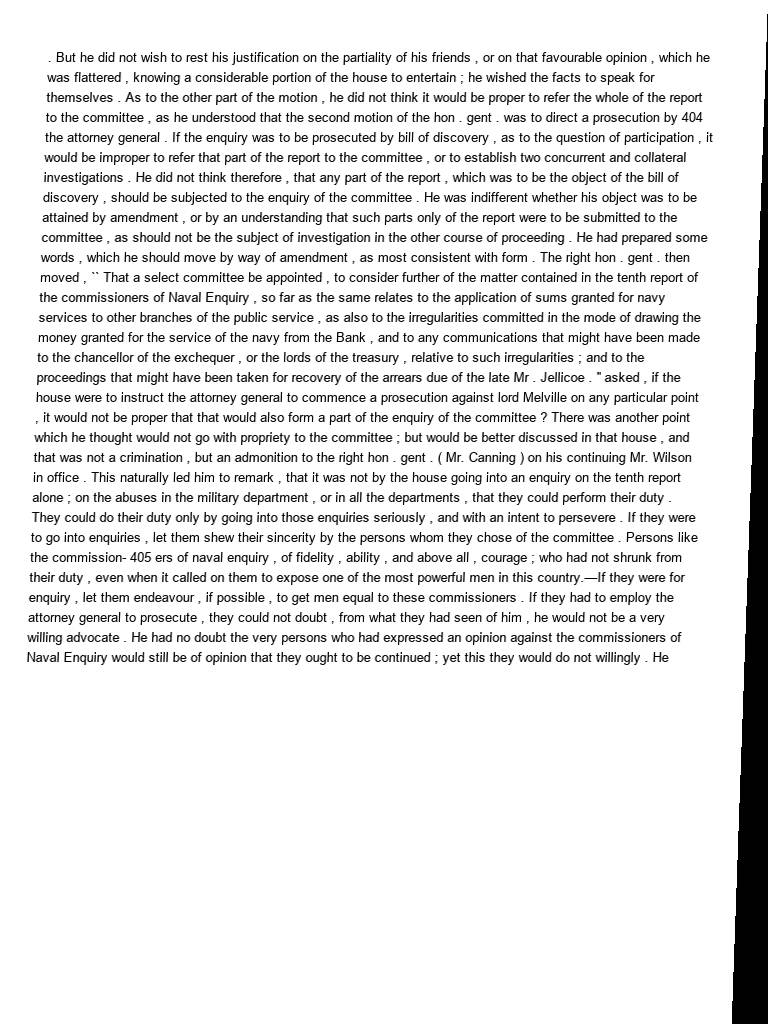 . But he did not wish to rest his justification on the partiality of his friends , or on that favourable opinion , which he
was flattered , knowing a considerable portion of the house to entertain ; he wished the facts to speak for
themselves . As to the other part of the motion , he did not think it would be proper to refer the whole of the report
to the committee , as he understood that the second motion of the hon . gent . was to direct a prosecution by 404
the attorney general . If the enquiry was to be prosecuted by bill of discovery , as to the question of participation , it
would be improper to refer that part of the report to the committee , or to establish two concurrent and collateral
investigations . He did not think therefore , that any part of the report , which was to be the object of the bill of
discovery , should be subjected to the enquiry of the committee . He was indifferent whether his object was to be
attained by amendment , or by an understanding that such parts only of the report were to be submitted to the
committee , as should not be the subject of investigation in the other course of proceeding . He had prepared some
words , which he should move by way of amendment , as most consistent with form . The right hon . gent . then
moved , `` That a select committee be appointed , to consider further of the matter contained in the tenth report of
the commissioners of Naval Enquiry , so far as the same relates to the application of sums granted for navy
services to other branches of the public service , as also to the irregularities committed in the mode of drawing the
money granted for the service of the navy from the Bank , and to any communications that might have been made
to the chancellor of the exchequer , or the lords of the treasury , relative to such irregularities ; and to the
proceedings that might have been taken for recovery of the arrears due of the late Mr . Jellicoe . " asked , if the
house were to instruct the attorney general to commence a prosecution against lord Melville on any particular point
, it would not be proper that that would also form a part of the enquiry of the committee ? There was another point
which he thought would not go with propriety to the committee ; but would be better discussed in that house , and
that was not a crimination , but an admonition to the right hon . gent . ( Mr. Canning ) on his continuing Mr. Wilson
in office . This naturally led him to remark , that it was not by the house going into an enquiry on the tenth report
alone ; on the abuses in the military department , or in all the departments , that they could perform their duty .
They could do their duty only by going into those enquiries seriously , and with an intent to persevere . If they were
to go into enquiries , let them shew their sincerity by the persons whom they chose of the committee . Persons like
the commission- 405 ers of naval enquiry , of fidelity , ability , and above all , courage ; who had not shrunk from
their duty , even when it called on them to expose one of the most powerful men in this country.—If they were for
enquiry , let them endeavour , if possible , to get men equal to these commissioners . If they had to employ the
attorney general to prosecute , they could not doubt , from what they had seen of him , he would not be a very
willing advocate . He had no doubt the very persons who had expressed an opinion against the commissioners of
Naval Enquiry would still be of opinion that they ought to be continued ; yet this they would do not willingly . He